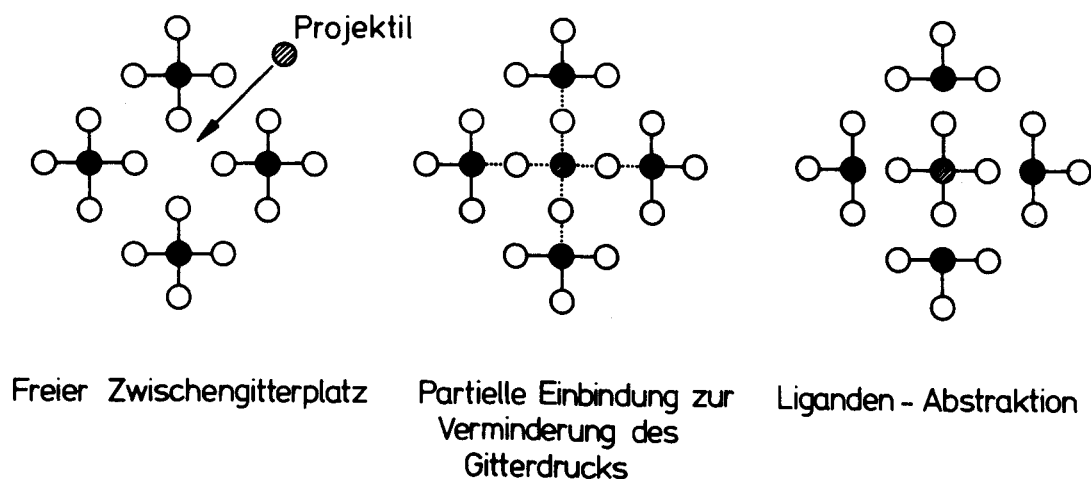 Projektil
Freier Zwischengitterplatz
Partielle Einbindung zur
Verminderung des
Gitterdrucks
Liganden - Abstraktion